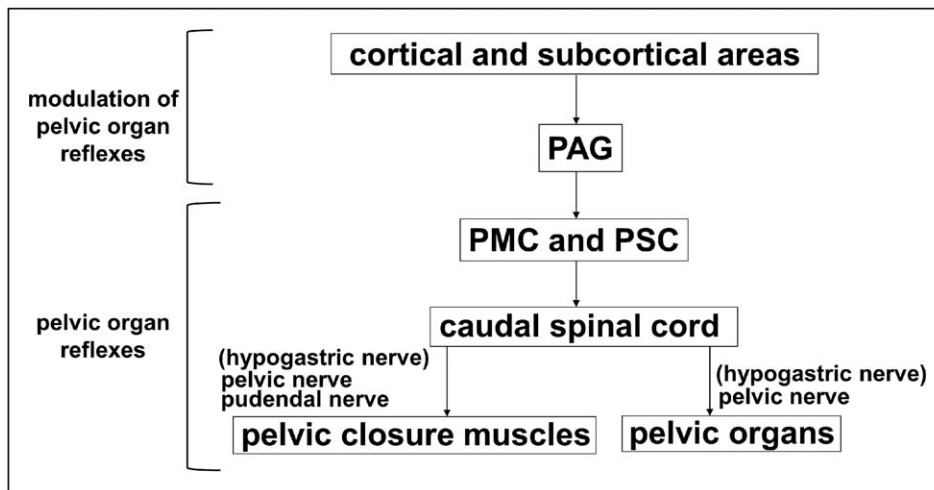 cortical and subcortical areas
modulation of
pelvic organ
reflexes
PAG
PMC and PSC
caudal spinal cord
pelvic organ
reflexes
(hypogastric nerve)
pelvic nerve
pudendal nerve
(hypogastric nerve)
pelvic nerve
pelvic closure muscles
pelvic organs